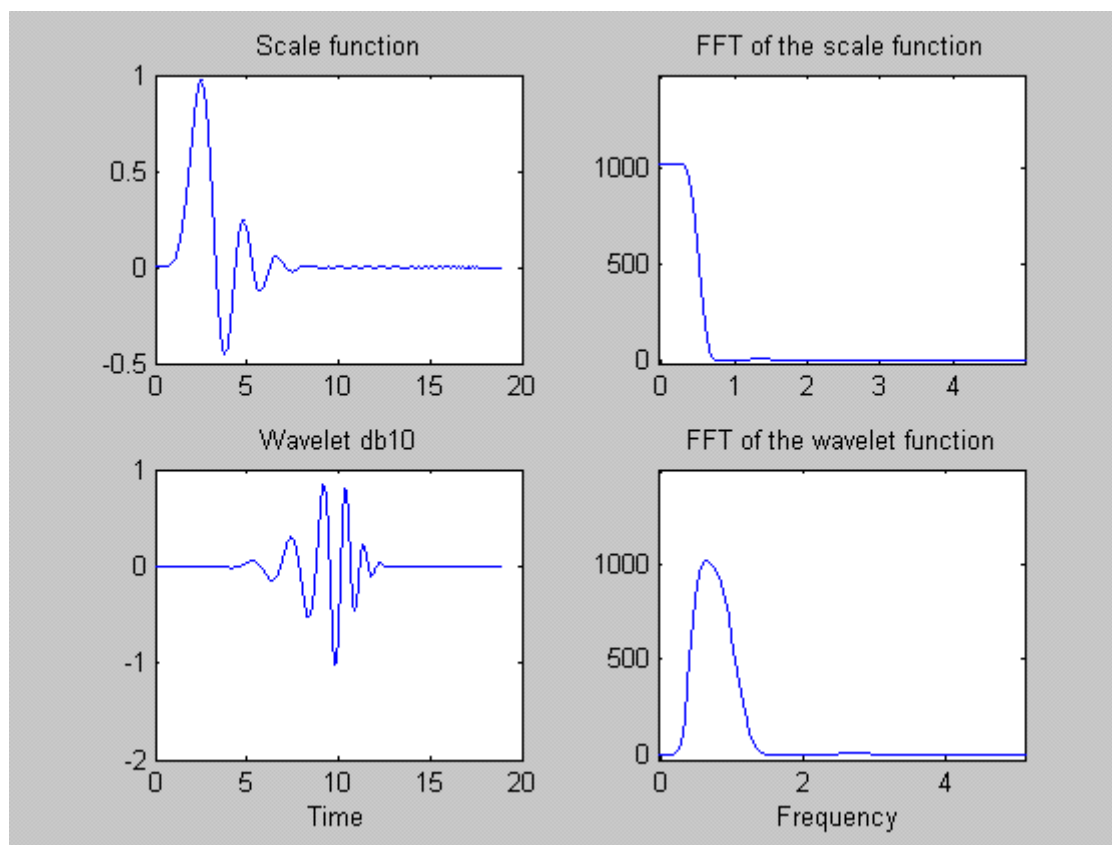 Scale function
1
0.5
0
-0.5
0 5 10 15 20
FFT of the scale function
1000
500
0
0 1 2 3 4
Wavelet db10
1
0
-1
-2
0 5 10 15 20
Time
FFT of the wavelet function
1000
500
0
0 2 4
Frequency